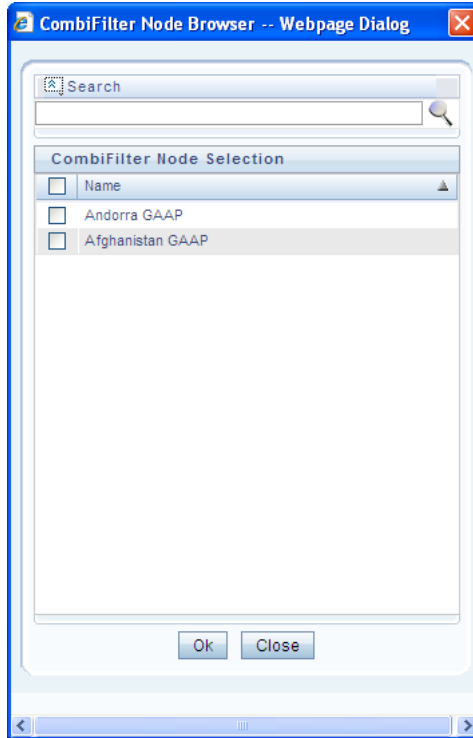 CombiFilter Node Browser -- Webpage Dialog
Search
CombiFilter Node Selection
Name
Andorra GAAP
Afghanistan GAAP
Ok Close